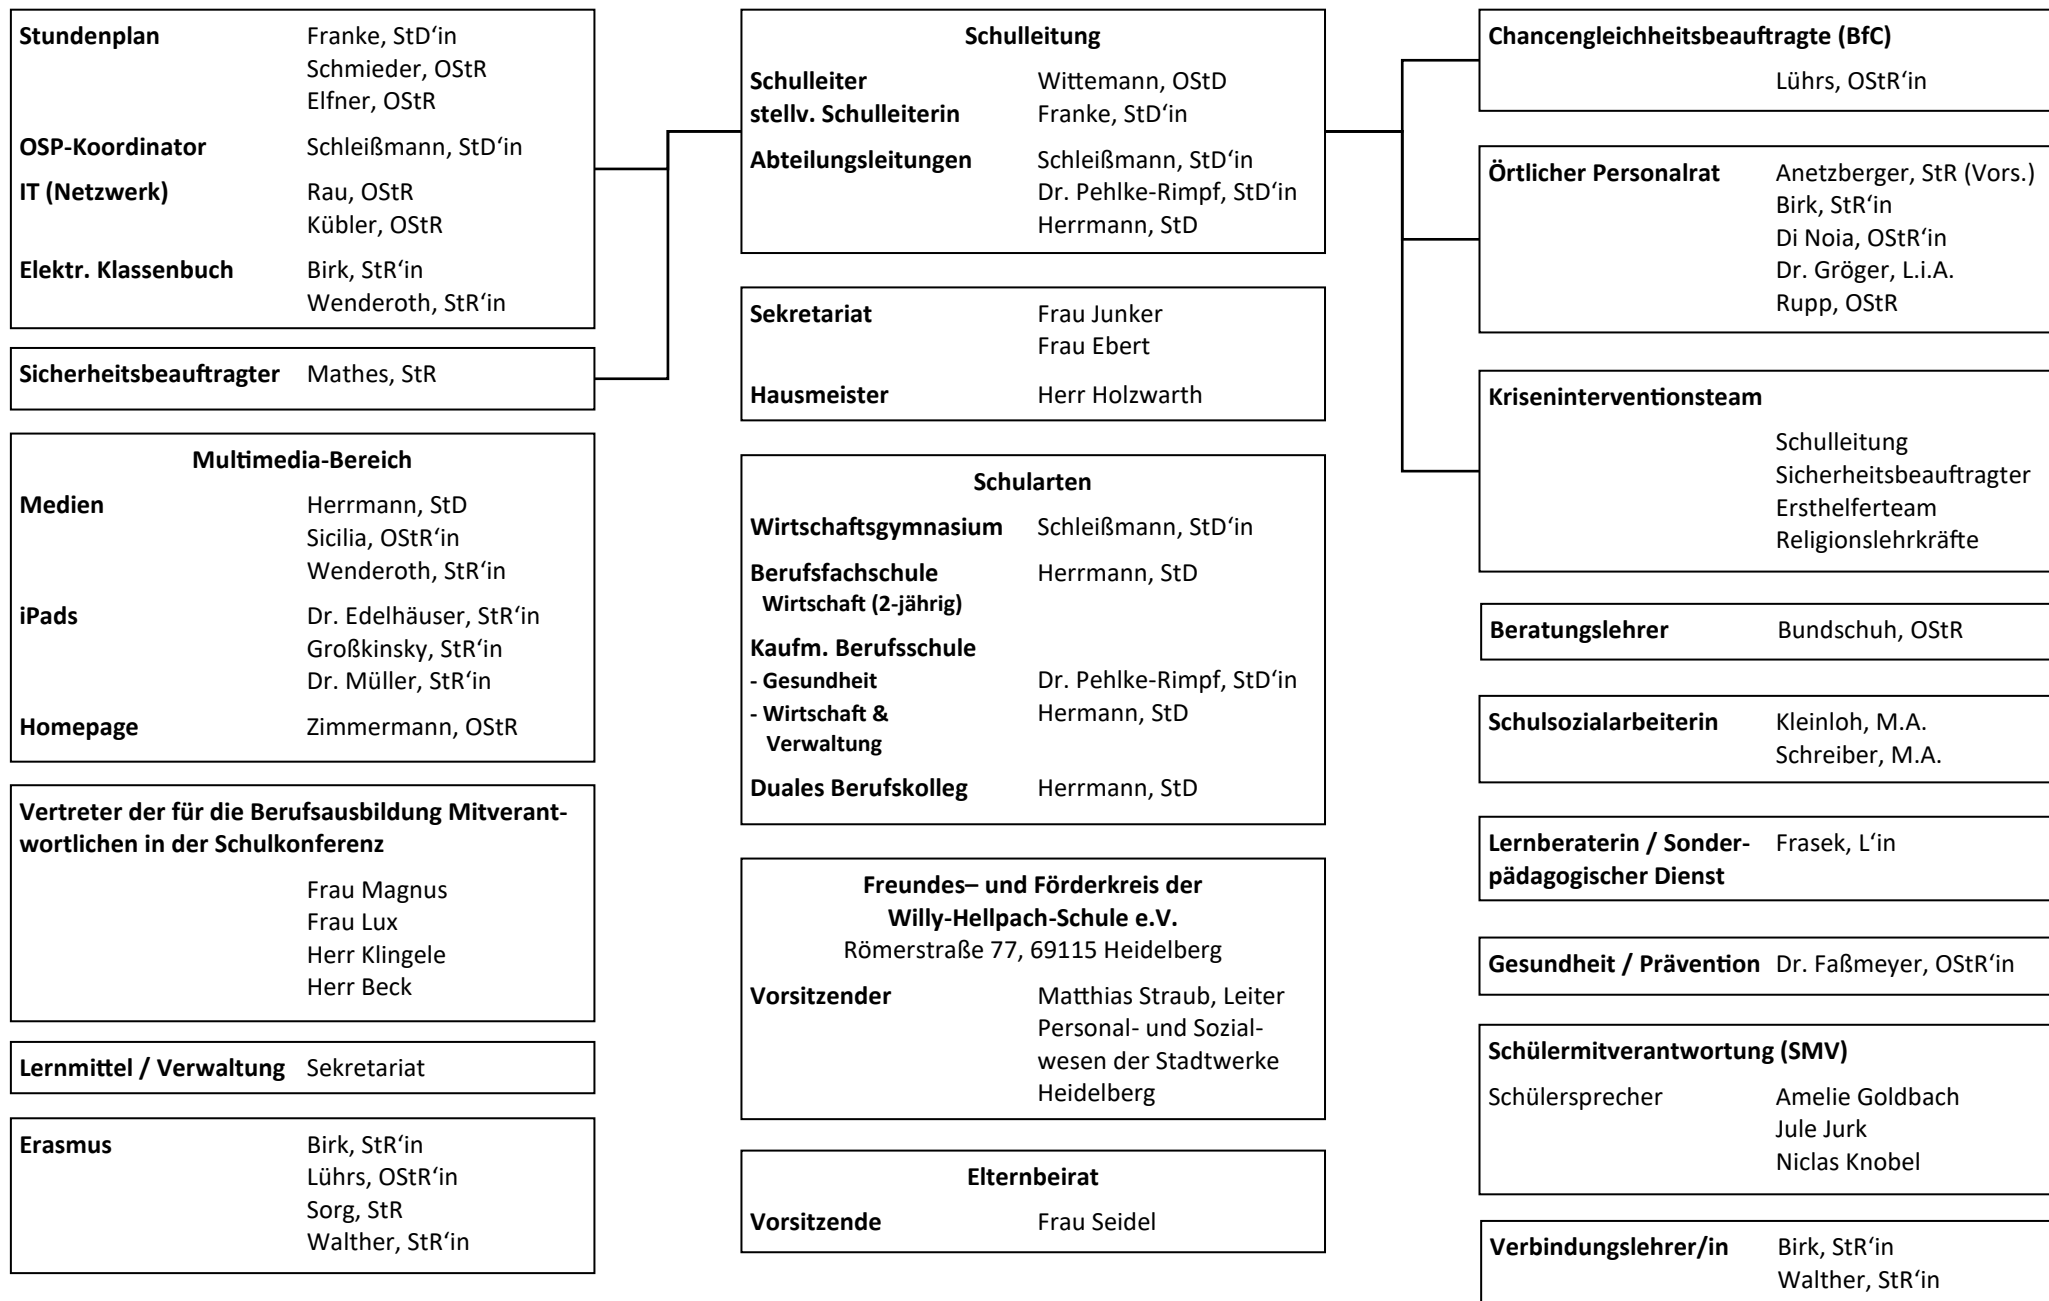 Stundenplan Franke, StD‘in
Schmieder, OStR
Elfner, OStR
OSP-Koordinator Schleißmann, StD‘in
IT (Netzwerk) Rau, OStR
Kübler, OStR
Elektr. Klassenbuch Birk, StR‘in
Wenderoth, StR‘in
Sicherheitsbeauftragter Mathes, StR
Multimedia-Bereich
Medien Herrmann, StD
Sicilia, OStR‘in
Wenderoth, StR‘in
iPads Dr. Edelhäuser, StR‘in
Großkinsky, StR‘in
Dr. Müller, StR‘in
Homepage Zimmermann, OStR
Vertreter der für die Berufsausbildung Mitverant-
wortlichen in der Schulkonferenz
Frau Magnus
Frau Lux
Herr Klingele
Herr Beck
Lernmittel / Verwaltung Sekretariat
Erasmus Birk, StR‘in
Lührs, OStR‘in
Sorg, StR
Walther, StR‘in
Schulleitung
Schulleiter Wittemann, OStD
stellv. Schulleiterin Franke, StD‘in
Abteilungsleitungen Schleißmann, StD‘in
Dr. Pehlke-Rimpf, StD‘in
Herrmann, StD
Sekretariat Frau Junker
Frau Ebert
Hausmeister Herr Holzwarth
Schularten
Wirtschaftsgymnasium Schleißmann, StD‘in
Berufsfachschule Herrmann, StD
Wirtschaft (2-jährig)
Kaufm. Berufsschule
- Gesundheit Dr. Pehlke-Rimpf, StD‘in
- Wirtschaft & Hermann, StD
Verwaltung
Duales Berufskolleg Herrmann, StD
Freundes– und Förderkreis der
Willy-Hellpach-Schule e.V.
Römerstraße 77, 69115 Heidelberg
Vorsitzender Matthias Straub, Leiter
Personal- und Sozial-
wesen der Stadtwerke
Heidelberg
Elternbeirat
Vorsitzende Frau Seidel
Chancengleichheitsbeauftragte (BfC)
Lührs, OStR‘in
Örtlicher Personalrat Anetzberger, StR (Vors.)
Birk, StR‘in
Di Noia, OStR‘in
Dr. Gröger, L.i.A.
Rupp, OStR
Kriseninterventionsteam
Schulleitung
Sicherheitsbeauftragter
Ersthelferteam
Religionslehrkräfte
Beratungslehrer Bundschuh, OStR
Schulsozialarbeiterin Kleinloh, M.A.
Schreiber, M.A.
Lernberaterin / Sonder- Frasek, L‘in
pädagogischer Dienst
Gesundheit / Prävention Dr. Faßmeyer, OStR‘in
Schülermitverantwortung (SMV)
Schülersprecher Amelie Goldbach
Jule Jurk
Niclas Knobel
Verbindungslehrer/in Birk, StR‘in
Walther, StR‘in